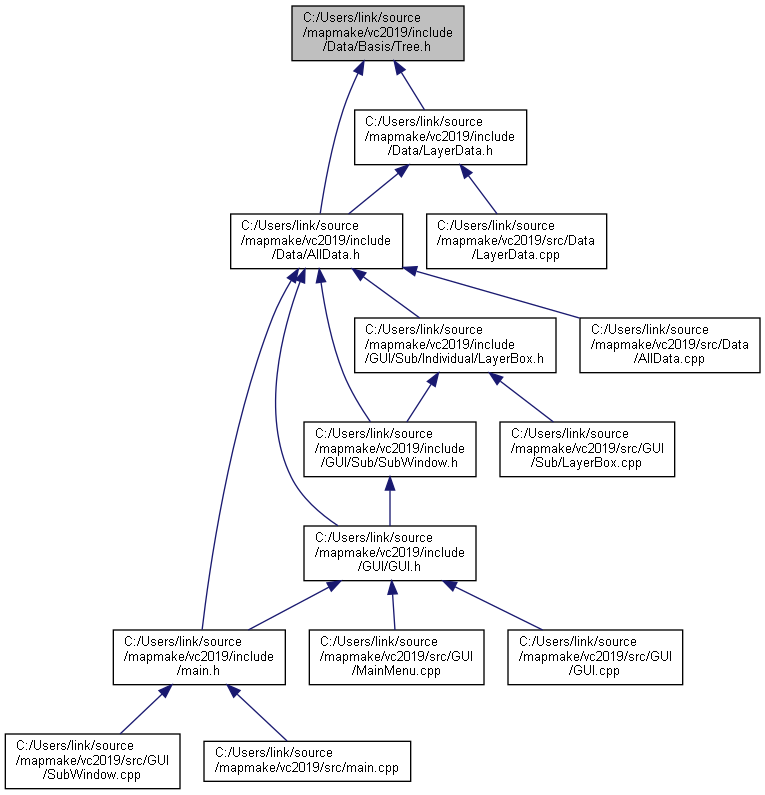 C:/Users/link/source
/mapmake/vc2019/include
/Data/Basis/Tree.h
C:/Users/link/source
/mapmake/vc2019/include
/Data/LayerData.h
C:/Users/link/source
/mapmake/vc2019/include
/Data/AllData.h
C:/Users/link/source
/mapmake/vc2019/src/Data
/LayerData.cpp
C:/Users/link/source
/mapmake/vc2019/include
/GUI/Sub/Individual/LayerBox.h
C:/Users/link/source
/mapmake/vc2019/src/Data
/AllData.cpp
C:/Users/link/source
/mapmake/vc2019/include
/GUI/Sub/SubWindow.h
C:/Users/link/source
/mapmake/vc2019/src/GUI
/Sub/LayerBox.cpp
C:/Users/link/source
/mapmake/vc2019/include
/GUI/GUI.h
C:/Users/link/source
/mapmake/vc2019/include
/main.h
C:/Users/link/source
/mapmake/vc2019/src/GUI
/MainMenu.cpp
C:/Users/link/source
/mapmake/vc2019/src/GUI
/GUI.cpp
C:/Users/link/source
/mapmake/vc2019/src/GUI
/SubWindow.cpp
C:/Users/link/source
/mapmake/vc2019/src/main.cpp